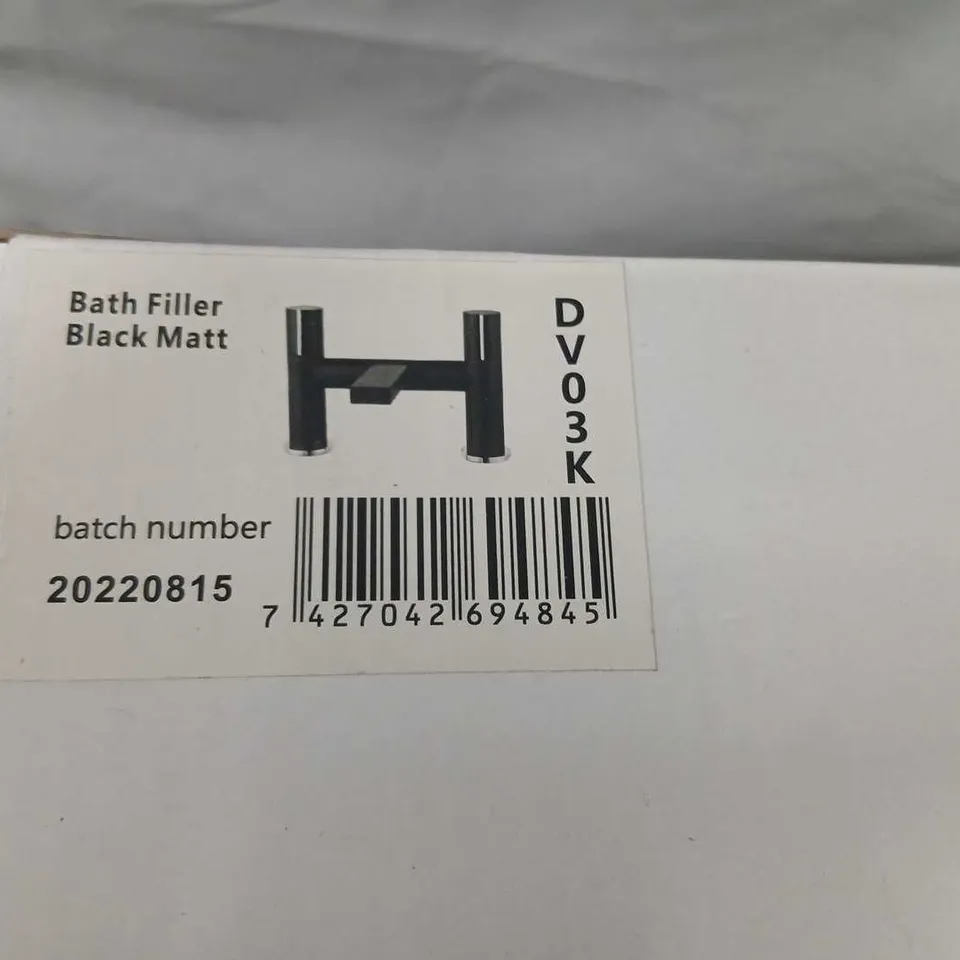 Bath Filler
Black Matt
DV03K
batch number
20220815
7 427042 694845